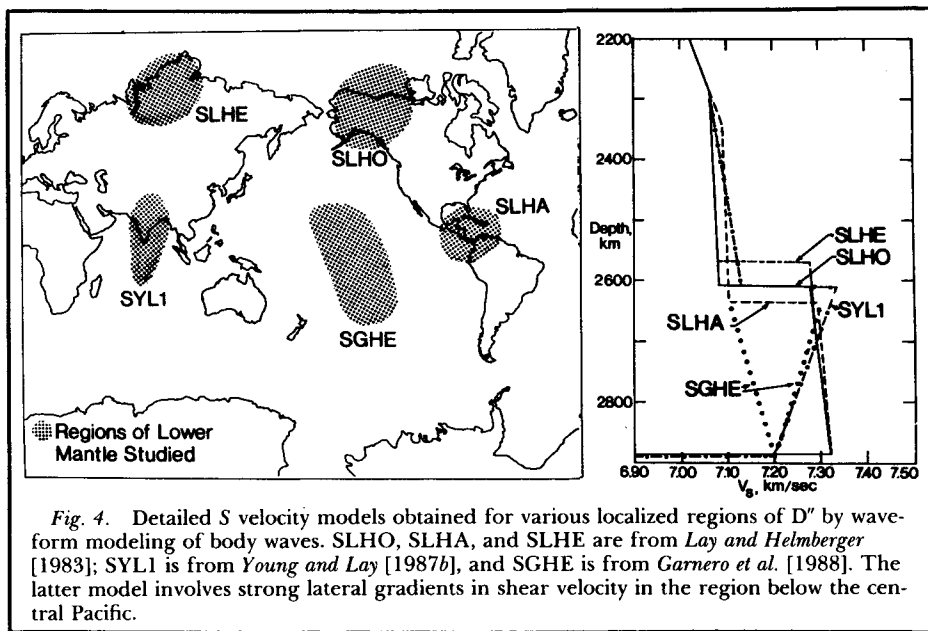 SLHE
SLHO
SLHA
SYL1
SGHE
Regions of Lower
Mantle Studied
2200
2400
Depth,
km
2600
2800
SLHE
SLHO
SYL1
SLHA
SGHE
6.90 7.00 7.10 7.20 7.30 7.40 7.50
Vs, km/sec
Fig. 4. Detailed S velocity models obtained for various localized regions of D″ by wave-
form modeling of body waves. SLHO, SLHA, and SLHE are from Lay and Helmberger
[1983]; SYL1 is from Young and Lay [1987b], and SGHE is from Garnero et al. [1988]. The
latter model involves strong lateral gradients in shear velocity in the region below the cen-
tral Pacific.